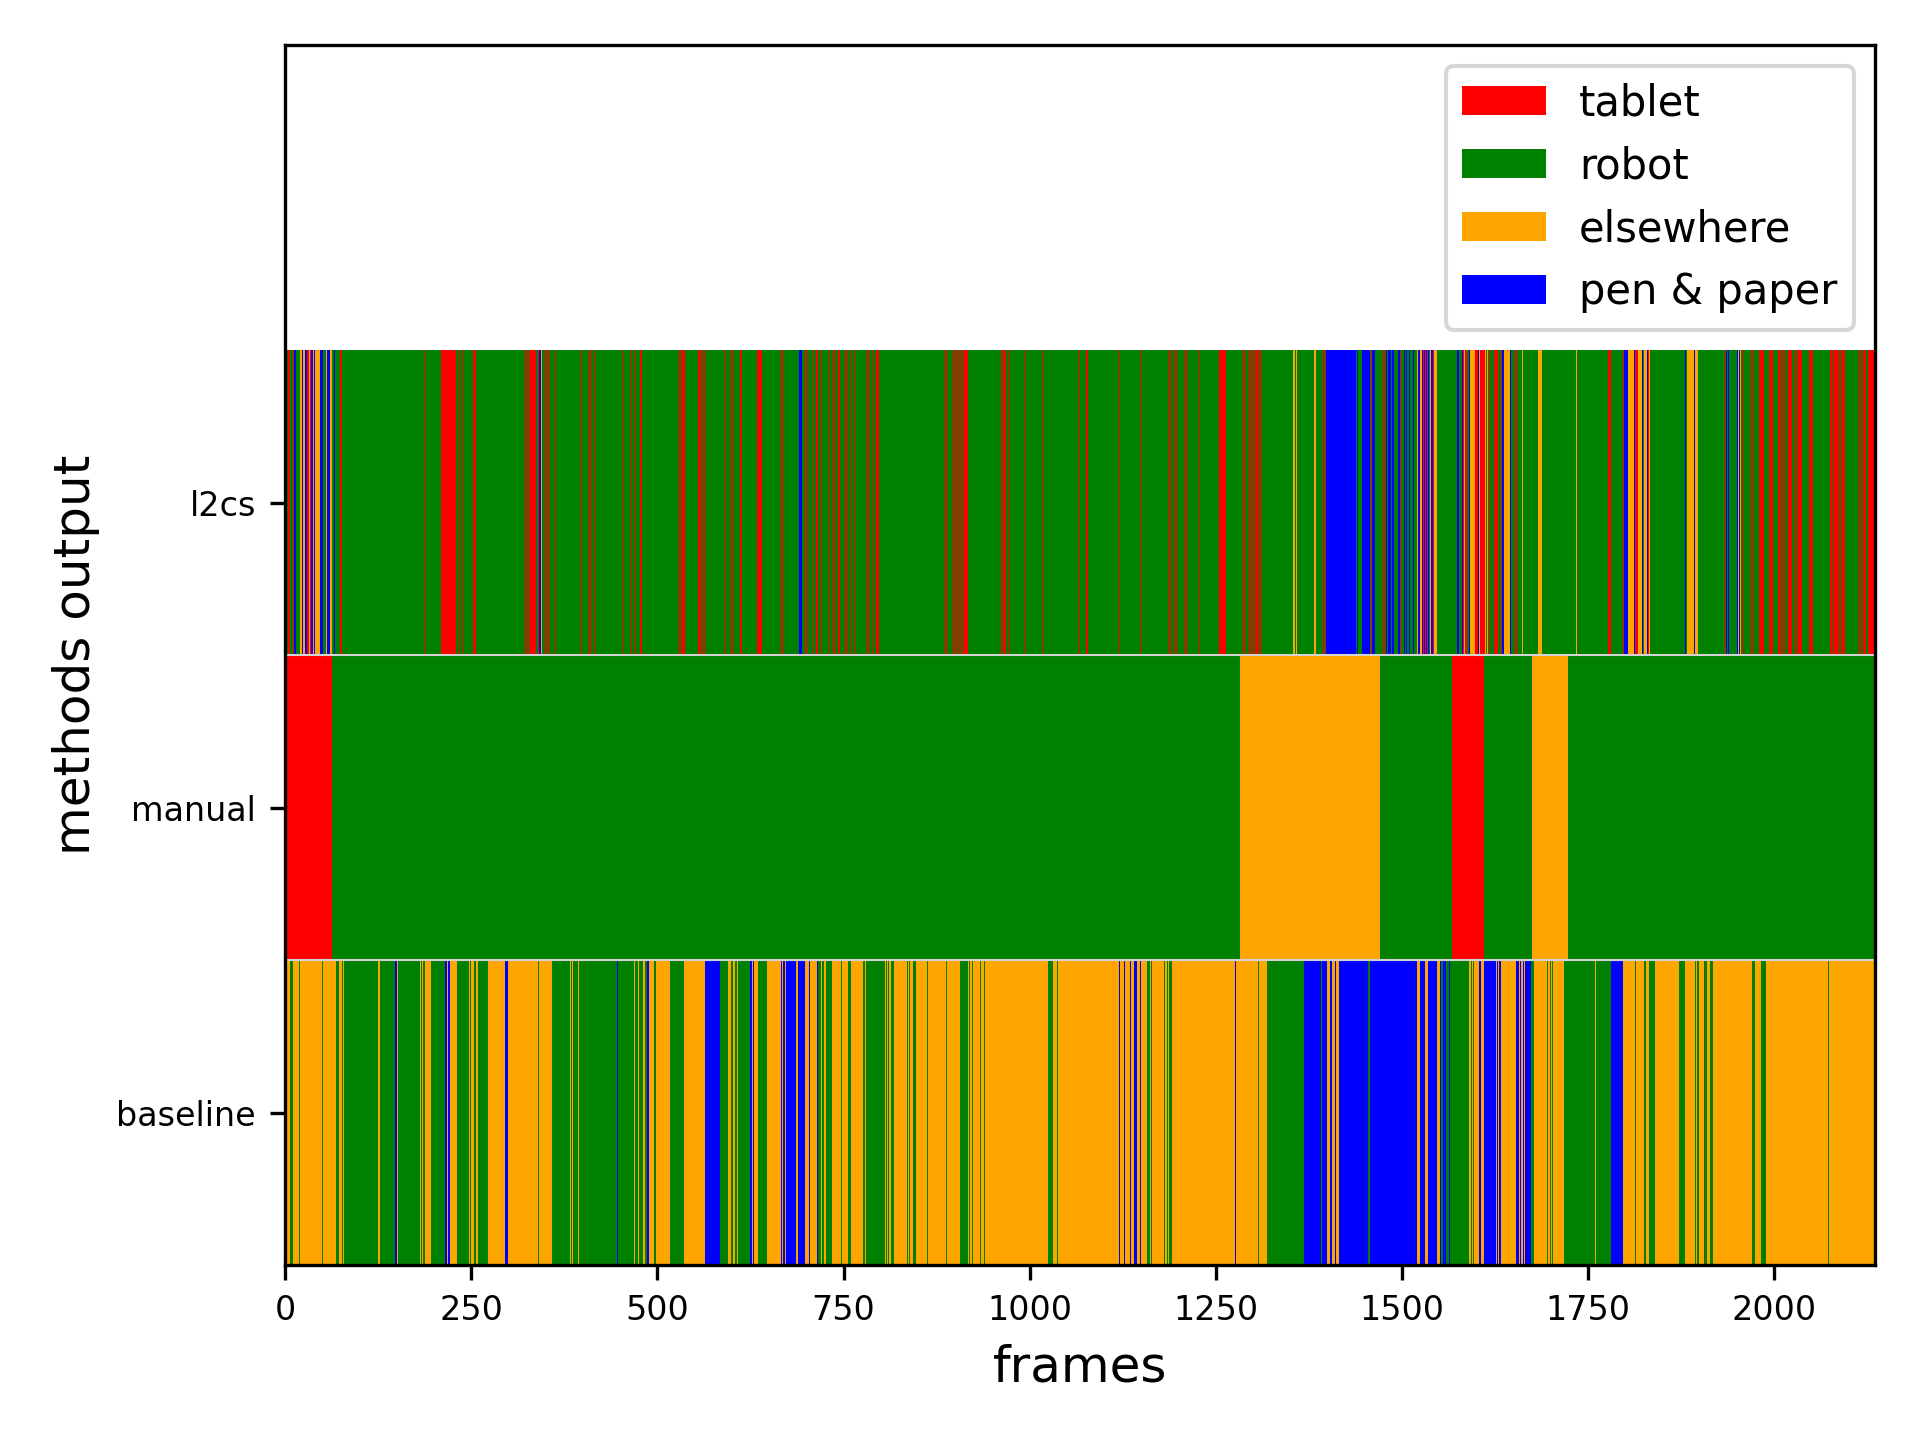 tablet
robot
elsewhere
pen & paper
methods output
l2cs
manual
baseline
0 250 500 750 1000 1250 1500 1750 2000
frames